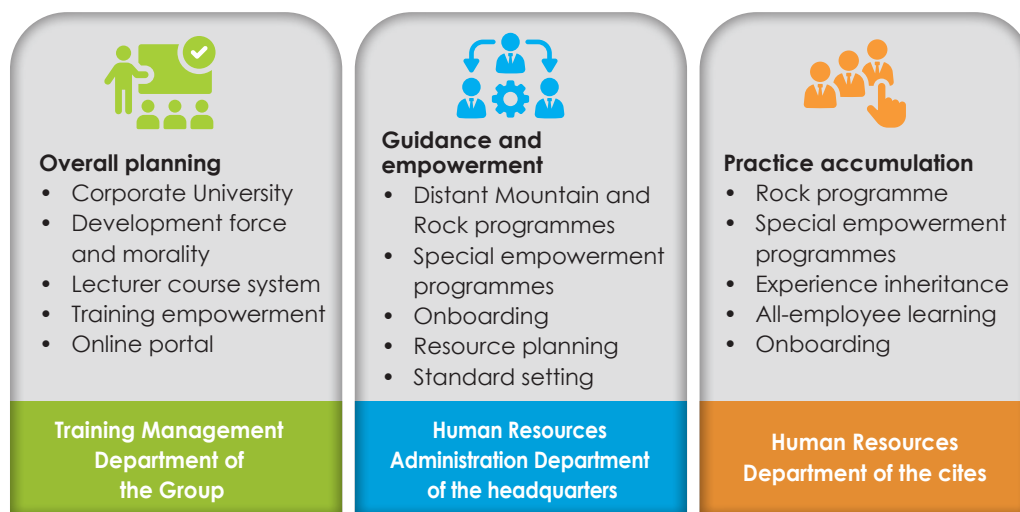 Overall planning
• Corporate University
• Development force
and morality
• Lecturer course system
• Training empowerment
• Online portal
Training Management
Department of
the Group
Guidance and
empowerment
• Distant Mountain and
Rock programmes
• Special empowerment
programmes
• Onboarding
• Resource planning
• Standard setting
Human Resources
Administration Department
of the headquarters
Practice accumulation
• Rock programme
• Special empowerment
programmes
• Experience inheritance
• All-employee learning
• Onboarding
Human Resources
Department of the cites